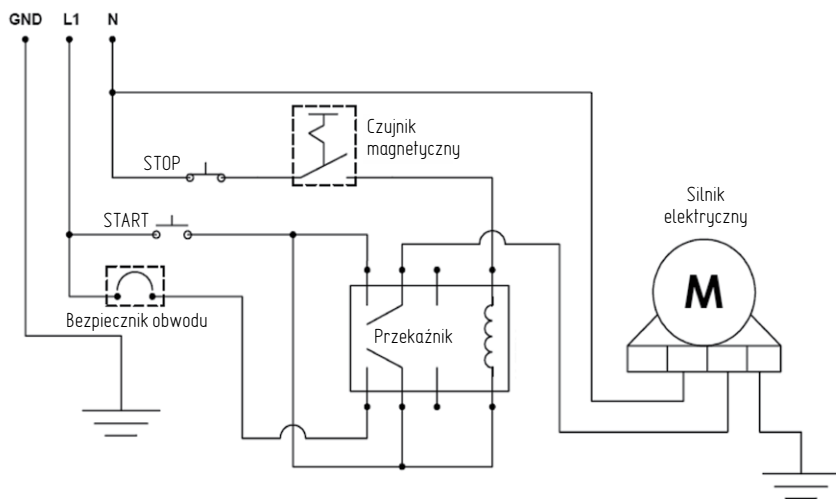 GND L1 N
Czujnik
magnetyczny
STOP
START
Silnik
elektryczny
M
Bezpiecznik obwodu
Przekaźnik